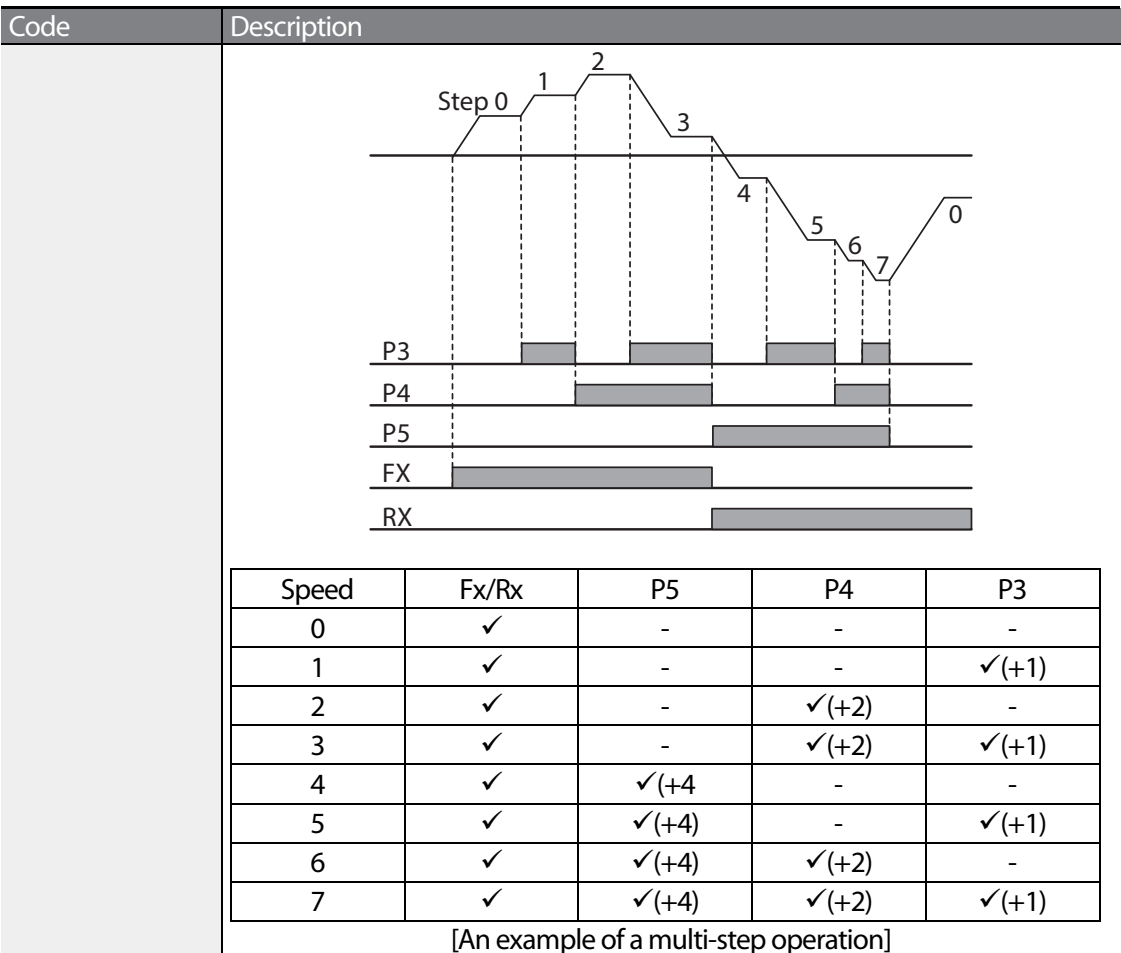 Code Description
2
1
Step 0
3
4
0
5
6
7
P3
P4
P5
FX
RX
Speed Fx/Rx P5 P4 P3
0 ✓ - - -
1 ✓ - - ✓(+1)
2 ✓ - ✓(+2) -
3 ✓ - ✓(+2) ✓(+1)
4 ✓ ✓(+4 - -
5 ✓ ✓(+4) - ✓(+1)
6 ✓ ✓(+4) ✓(+2) -
7 ✓ ✓(+4) ✓(+2) ✓(+1)
[An example of a multi-step operation]